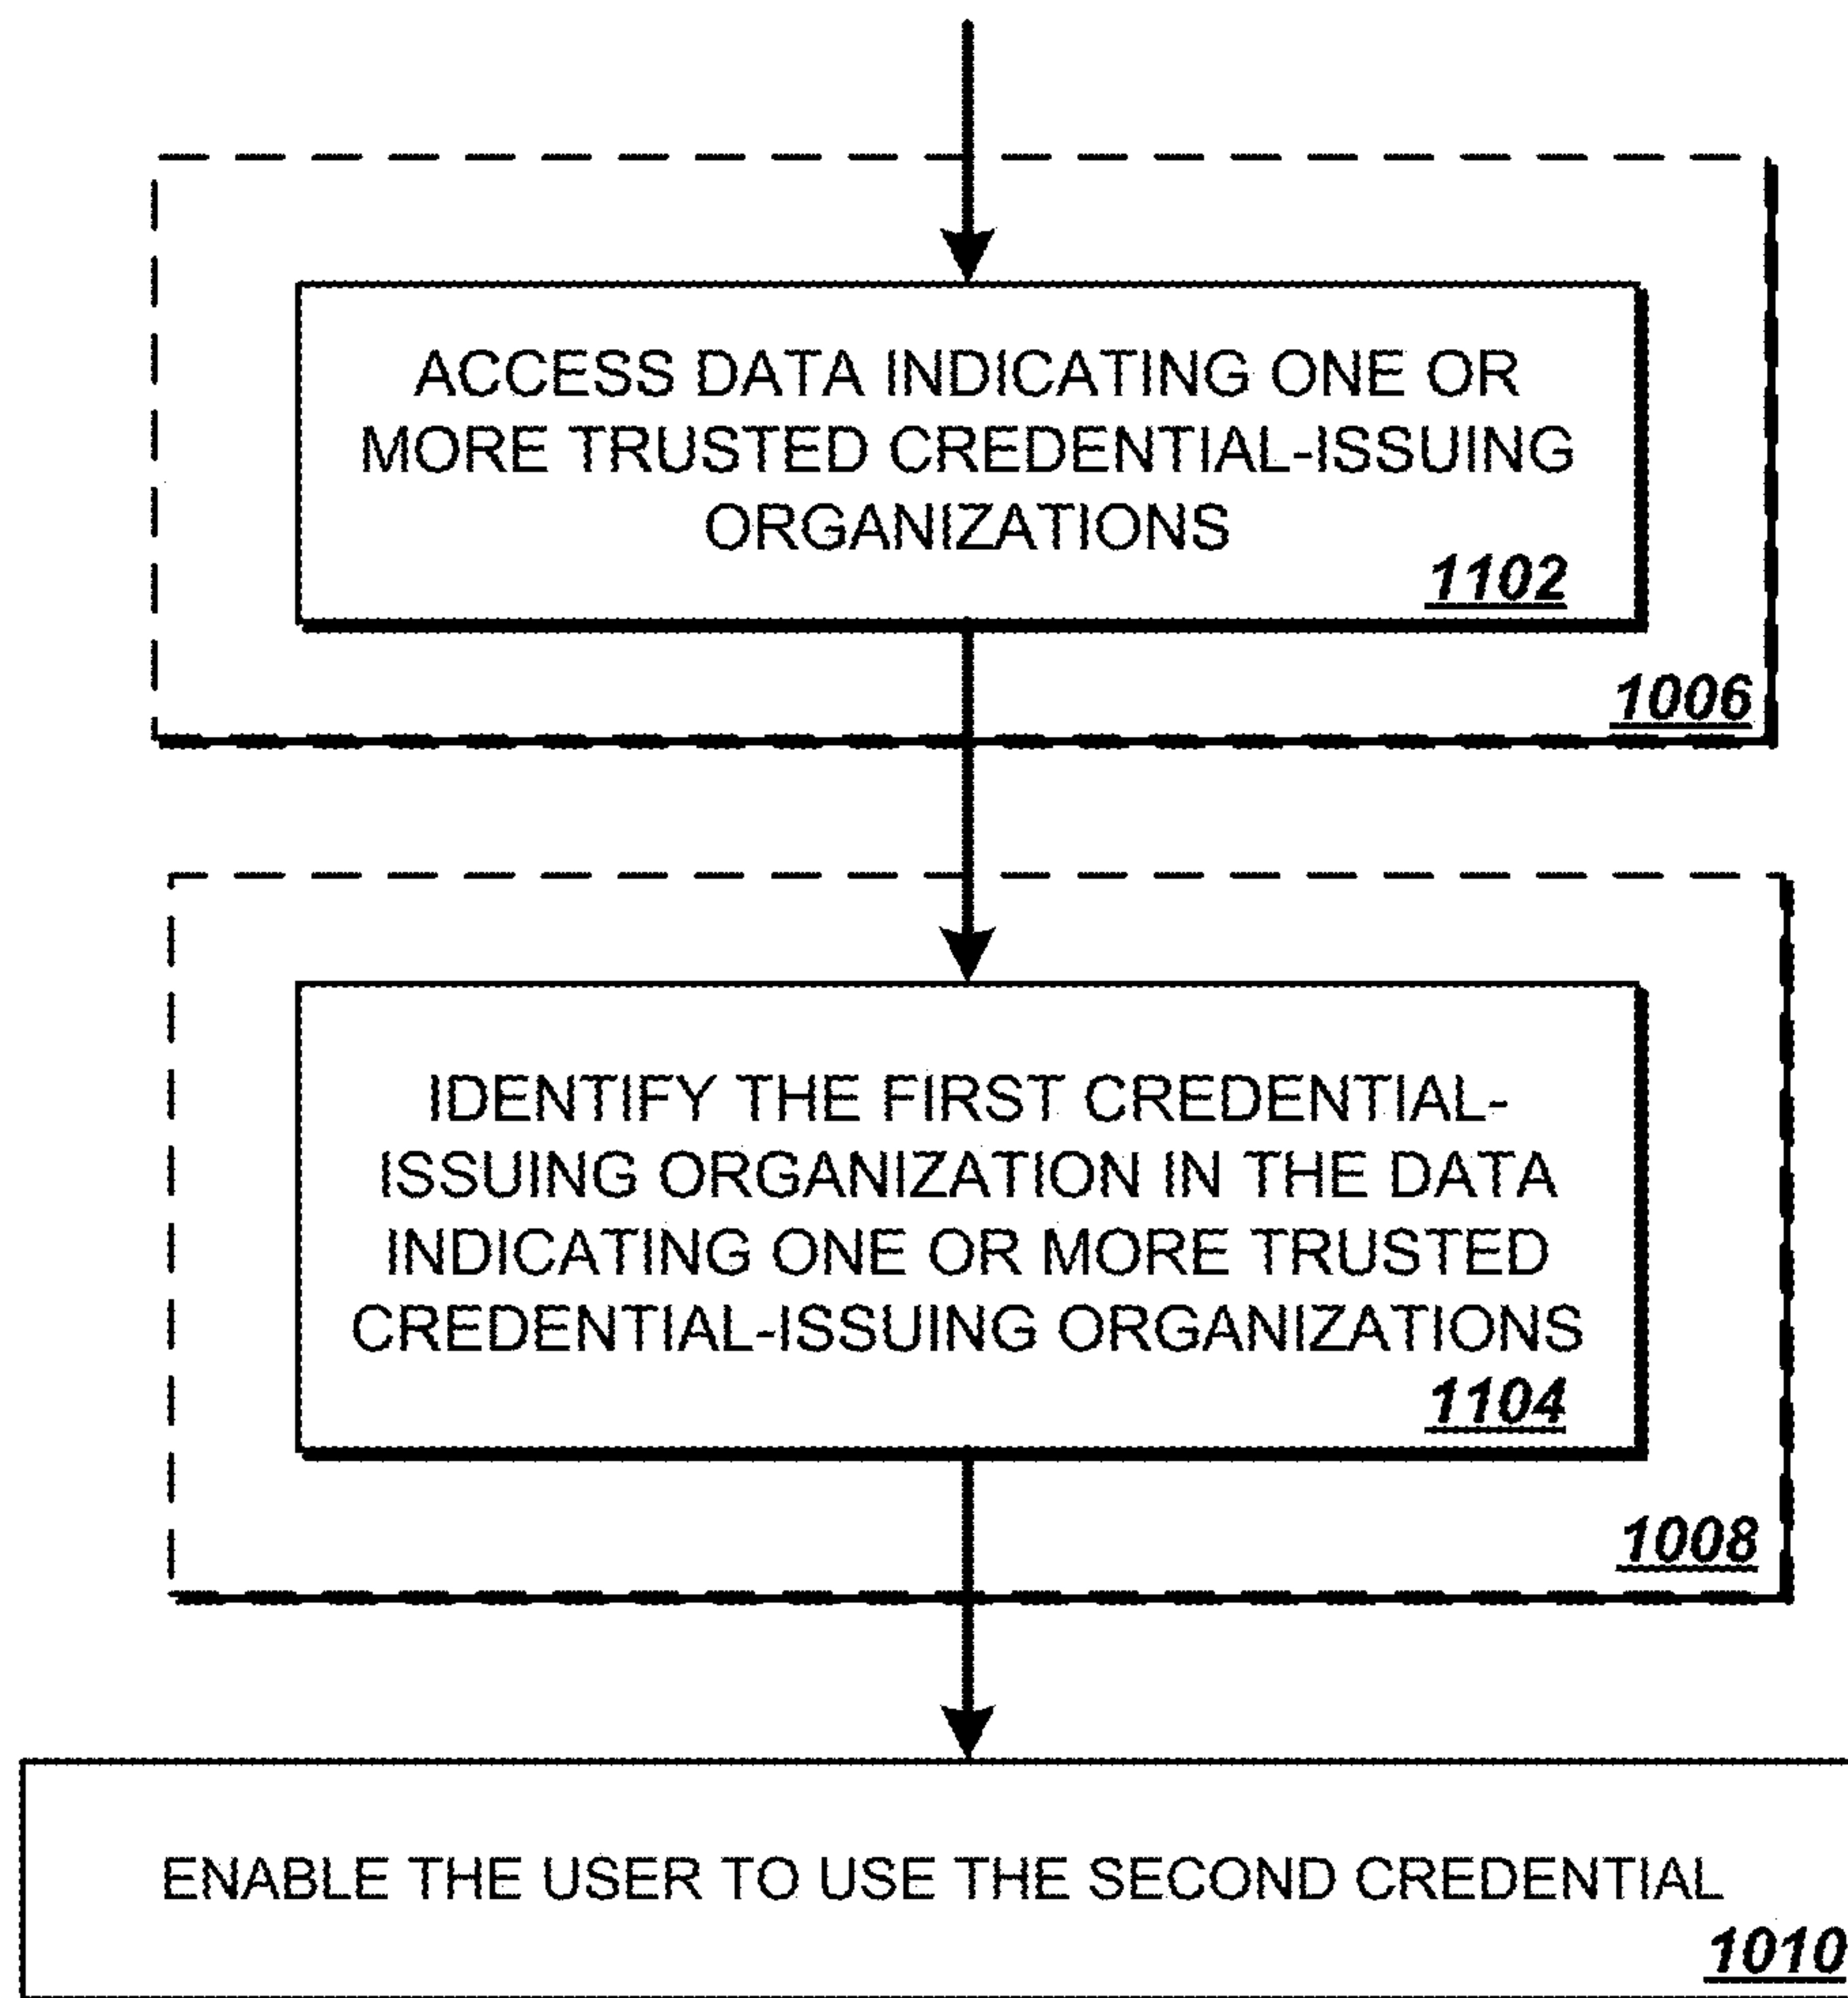 ACCESS DATA INDICATING ONE OR
MORE TRUSTED CREDENTIAL-ISSUING
ORGANIZATIONS
1102
1006
IDENTIFY THE FIRST CREDENTIAL-
ISSUING ORGANIZATION IN THE DATA
INDICATING ONE OR MORE TRUSTED
CREDENTIAL-ISSUING ORGANIZATIONS
1104
1008
ENABLE THE USER TO USE THE SECOND CREDENTIAL
1010